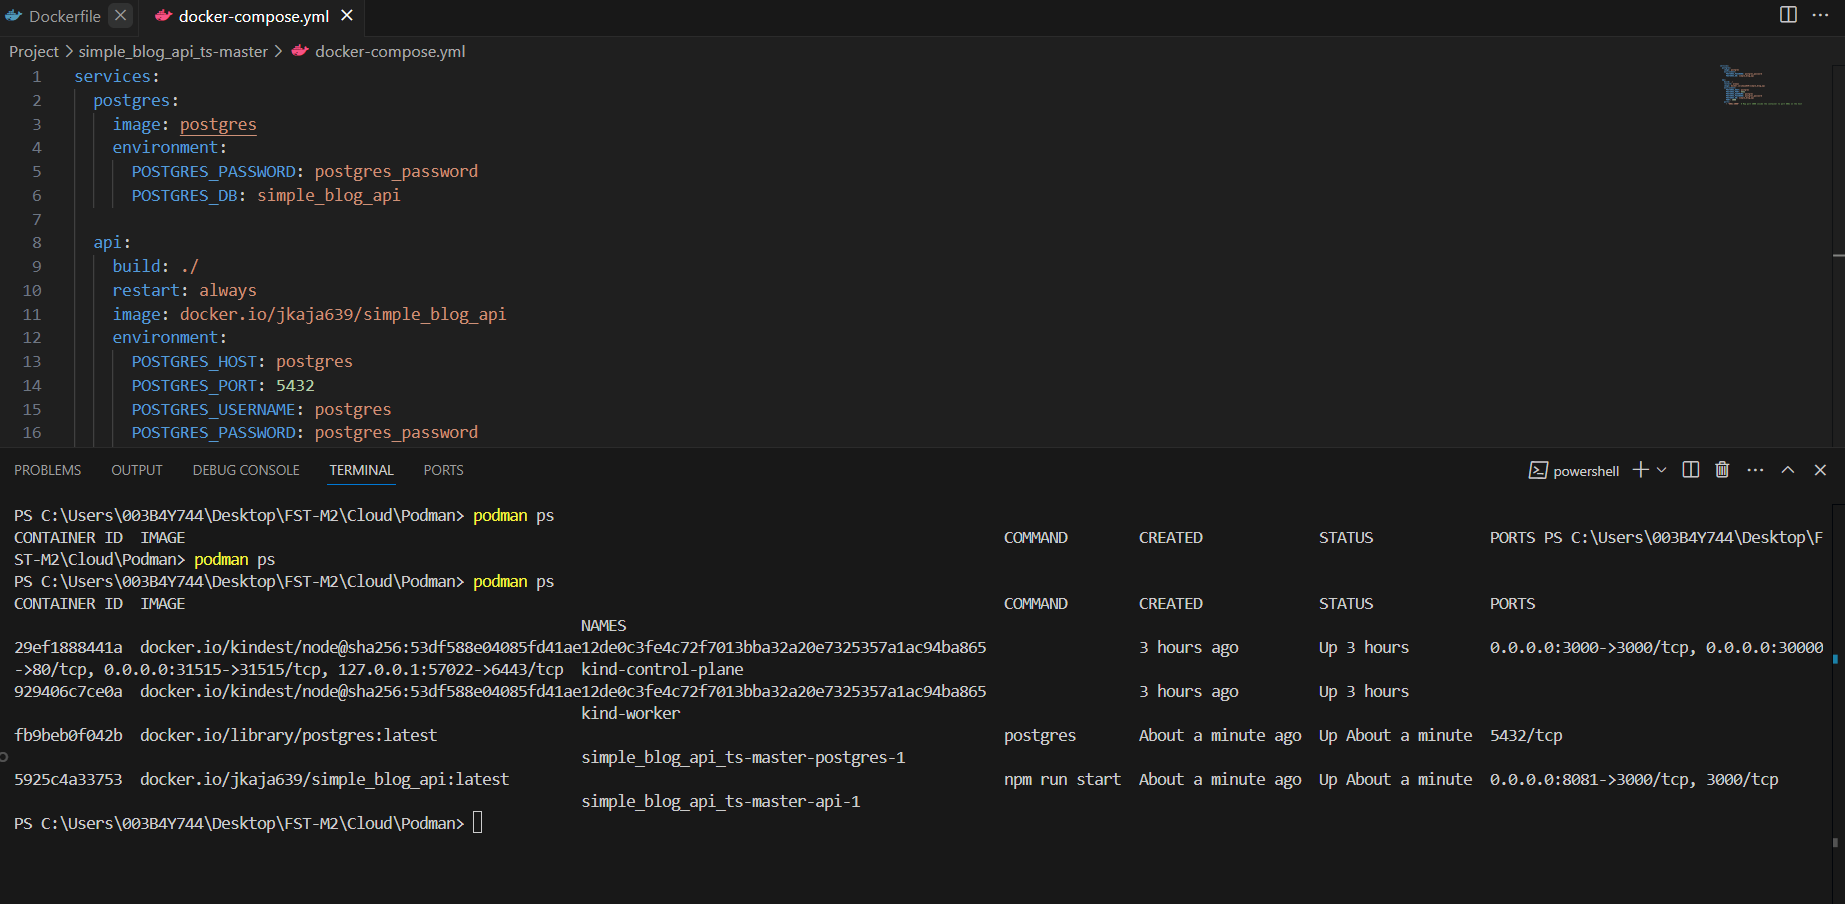 Dockerfile
docker-compose.yml
Project > simple_blog_api_ts-master > docker-compose.yml
1 services:
2 postgres:
3 image: postgres
4 environment:
5 POSTGRES_PASSWORD: postgres_password
6 POSTGRES_DB: simple_blog_api
7
8 api:
9 build: ./
10 restart: always
11 image: docker.io/jkaja639/simple_blog_api
12 environment:
13 POSTGRES_HOST: postgres
14 POSTGRES_PORT: 5432
15 POSTGRES_USERNAME: postgres
16 POSTGRES_PASSWORD: postgres_password
PROBLEMS OUTPUT DEBUG CONSOLE TERMINAL PORTS
powershell
PS C:\Users\003B4Y744\Desktop\FST-M2\Cloud\Podman> podman ps
CONTAINER ID IMAGE COMMAND CREATED STATUS PORTS PS C:\Users\003B4Y744\Desktop\F
ST-M2\Cloud\Podman> podman ps
PS C:\Users\003B4Y744\Desktop\FST-M2\Cloud\Podman> podman ps
CONTAINER ID IMAGE COMMAND CREATED STATUS PORTS
NAMES
29ef1888441a docker.io/kindest/node@sha256:53df588e04085fd41ae12de0c3fe4c72f7013bba32a20e7325357a1ac94ba865 3 hours ago Up 3 hours 0.0.0.0:3000->3000/tcp, 0.0.0.0:30000
->80/tcp, 0.0.0.0:31515->31515/tcp, 127.0.0.1:57022->6443/tcp kind-control-plane
929406c7ce0a docker.io/kindest/node@sha256:53df588e04085fd41ae12de0c3fe4c72f7013bba32a20e7325357a1ac94ba865 3 hours ago Up 3 hours
kind-worker
fb9beb0f042b docker.io/library/postgres:latest postgres About a minute ago Up About a minute 5432/tcp
simple_blog_api_ts-master-postgres-1
5925c4a33753 docker.io/jkaja639/simple_blog_api:latest npm run start About a minute ago Up About a minute 0.0.0.0:8081->3000/tcp, 3000/tcp
simple_blog_api_ts-master-api-1
PS C:\Users\003B4Y744\Desktop\FST-M2\Cloud\Podman>